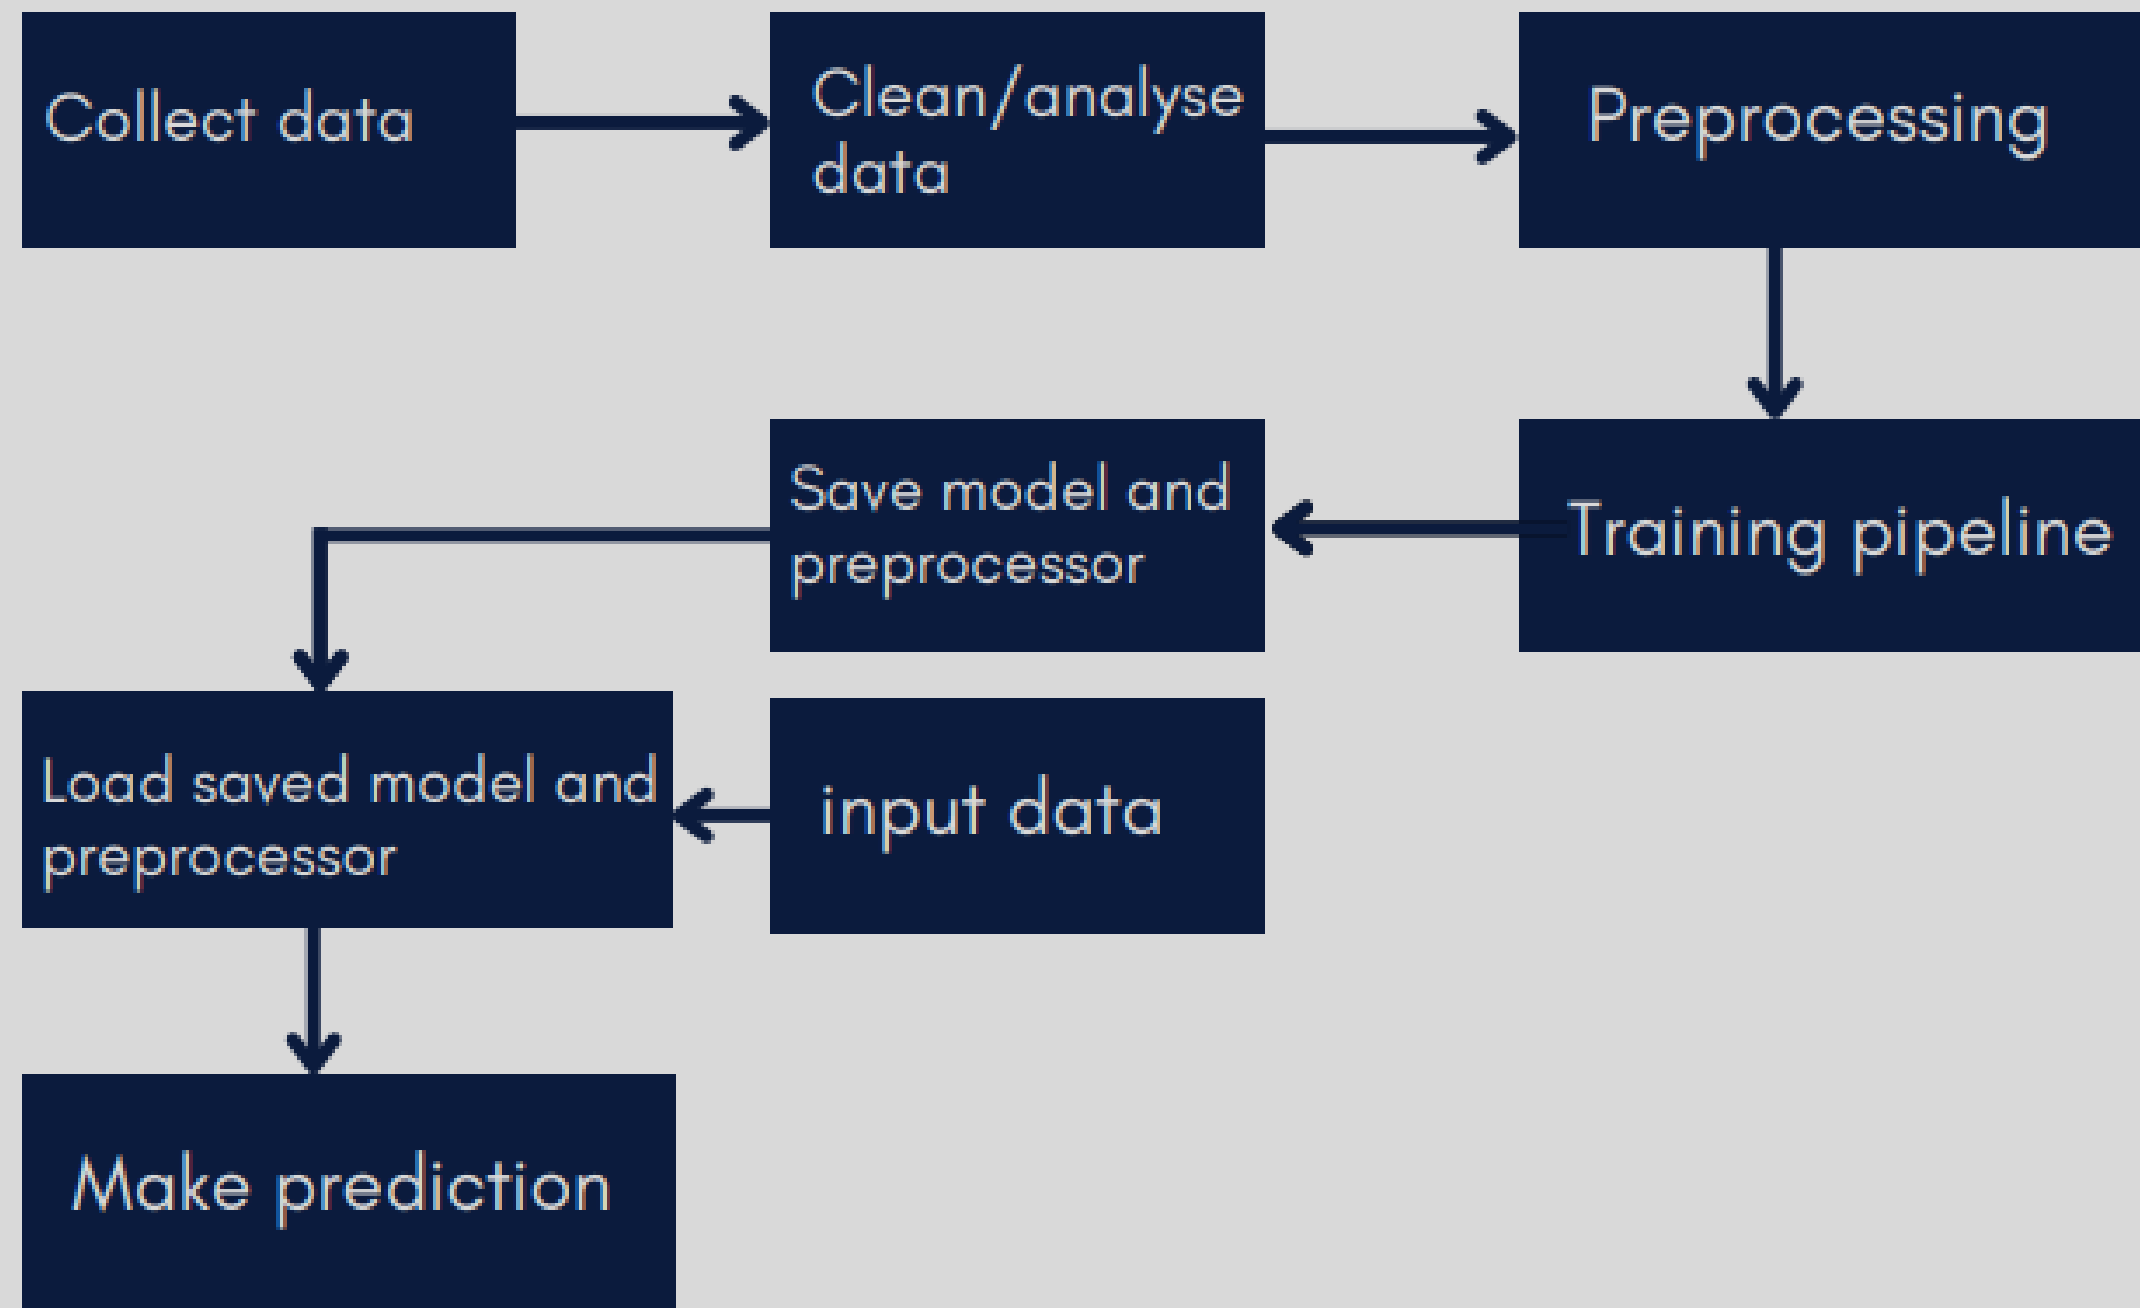 Collect data
Clean/analyse
data
Preprocessing
Training pipeline
Save model and
preprocessor
Load saved model and
preprocessor
input data
Make prediction